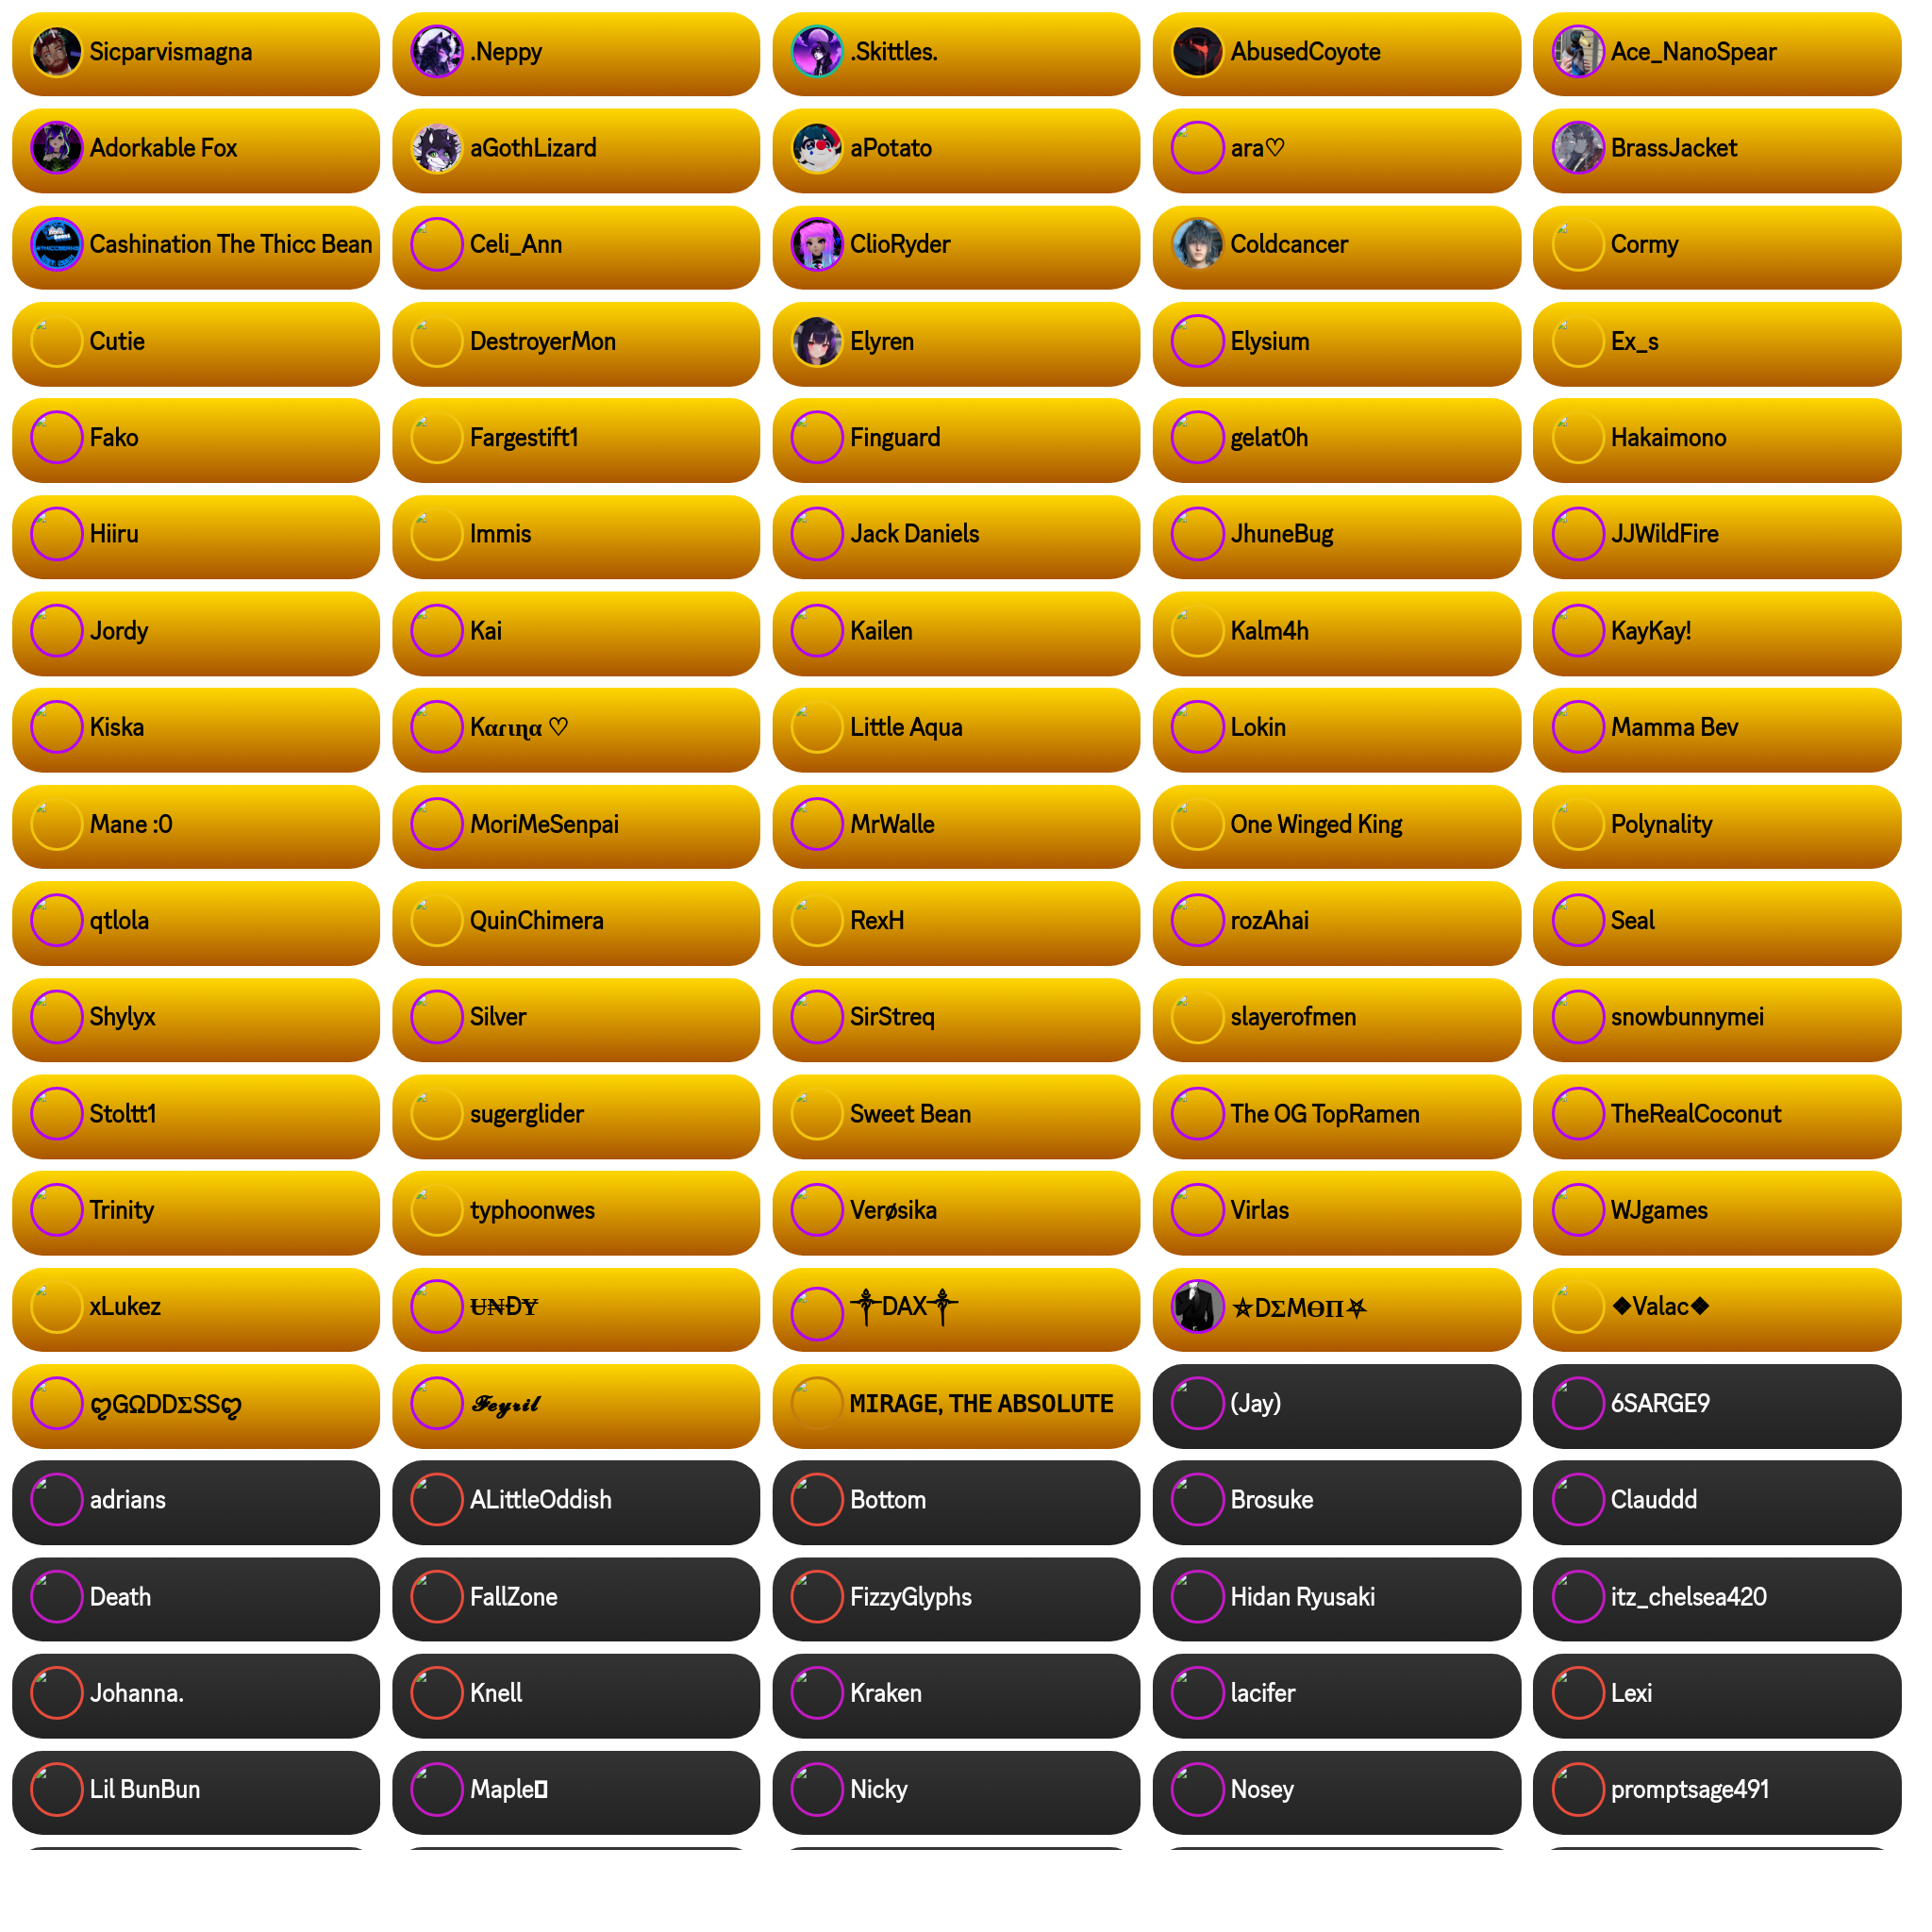 Sicparvismagna
.Neppy
.Skittles.
AbusedCoyote
Ace_NanoSpear
Adorkable Fox
aGothLizard
aPotato
ara♡
BrassJacket
Cashination The Thicc Bean
Celi_Ann
ClioRyder
Coldcancer
Cormy
Cutie
DestroyerMon
Elyren
Elysium
Ex_s
Fako
Fargestift1
Finguard
gelat0h
Hakaimono
Hiiru
Immis
Jack Daniels
JhuneBug
JJWildFire
Jordy
Kai
Kailen
Kalm4h
KayKay!
Kiska
Kαɾιɳα ♡
Little Aqua
Lokin
Mamma Bev
Mane :0
MoriMeSenpai
MrWalle
One Winged King
Polynality
qtlola
QuinChimera
RexH
rozAhai
Seal
Shylyx
Silver
SirStreq
slayerofmen
snowbunnymei
Stoltt1
sugerglider
Sweet Bean
The OG TopRamen
TheRealCoconut
Trinity
typhoonwes
Verøsika
Virlas
WJgames
xLukez
Ʉ₦ĐɎ
༒DAX༒
⛤DΣMӨΠ⛧
❖Valac❖
ღGΩDDΣSSღ
𝓕𝓮𝔂𝓻𝓲𝓵
MIRAGE, THE ABSOLUTE
(Jay)
6SARGE9
adrians
ALittleOddish
Bottom
Brosuke
Clauddd
Death
FallZone
FizzyGlyphs
Hidan Ryusaki
itz_chelsea420
Johanna.
Knell
Kraken
lacifer
Lexi
Lil BunBun
Maple
Nicky
Nosey
promptsage491